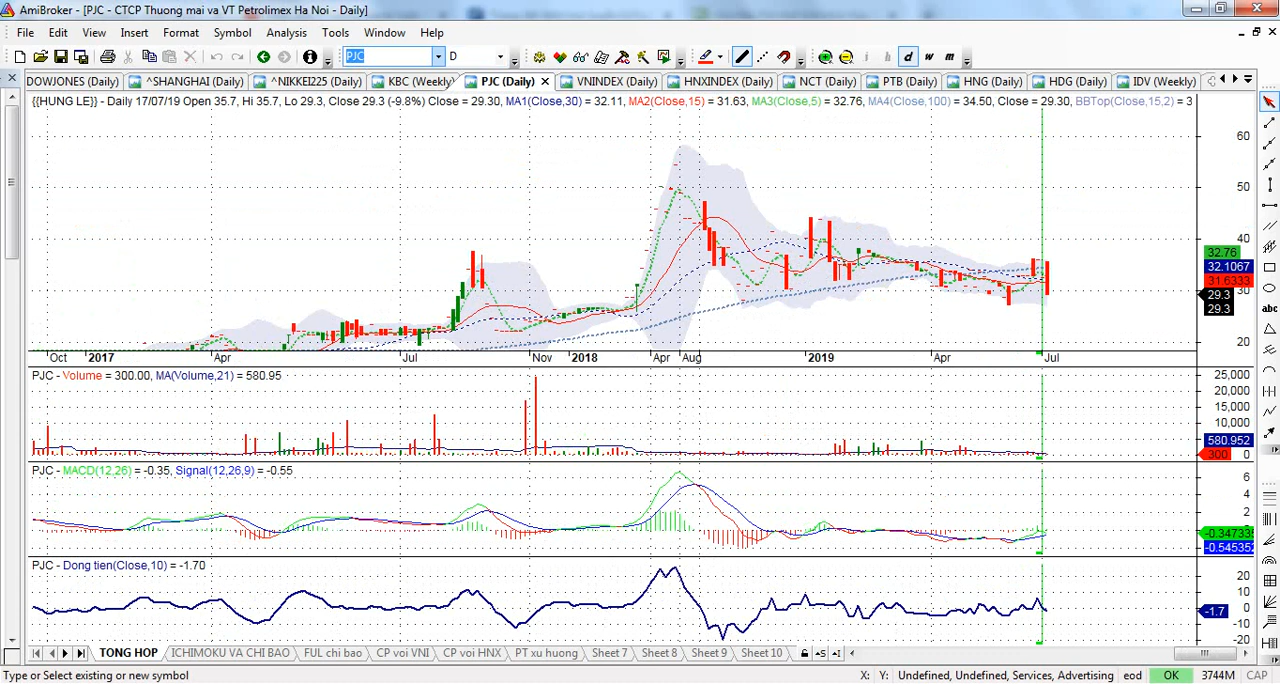 AmiBroker - [PJC - CTCP Thuong mai va VT Petrolimex Ha Noi - Daily]
File Edit View Insert Format Symbol Analysis Tools Window Help
PJC D i h d w m
DOWJONES (Daily) ^SHANGHAI (Daily) ^NIKKEI225 (Daily) KBC (Weekly) PJC (Daily) VNINDEX (Daily) HNXINDEX (Daily) NCT (Daily) PTB (Daily) HNG (Daily) HDG (Daily) IDV (Weekly)
{{HUNG LE}} - Daily 17/07/19 Open 35.7, Hi 35.7, Lo 29.3, Close 29.3 (-9.8%) Close = 29.30, MA1(Close,30) = 32.11, MA2(Close,15) = 31.63, MA3(Close,5) = 32.76, MA4(Close,100) = 34.50, Close = 29.30, BBTop(Close,15,2) = 3
60
50
40
32.76
32.1067
31.6333
30
29.3
29.3
20
abc
Oct 2017 Apr Jul Nov 2018 Apr Aug 2019 Apr Jul
PJC - Volume = 300.00, MA(Volume,21) = 580.95
25,000
20,000
15,000
10,000
580.952
300 0
PJC - MACD(12,26) = -0.35, Signal(12,26,9) = -0.55
6
4
2
-0.347335
-0.545352
PJC - Dong tien(Close,10) = -1.70
20
10
0
-1.7
-10
-20
TONG HOP ICHIMOKU VA CHI BAO FUL chi bao CP voi VNI CP voi HNX PT xu huong Sheet 7 Sheet 8 Sheet 9 Sheet 10
Type or Select existing or new symbol X: Y: Undefined, Undefined, Services, Advertising eod OK 3744M CAP